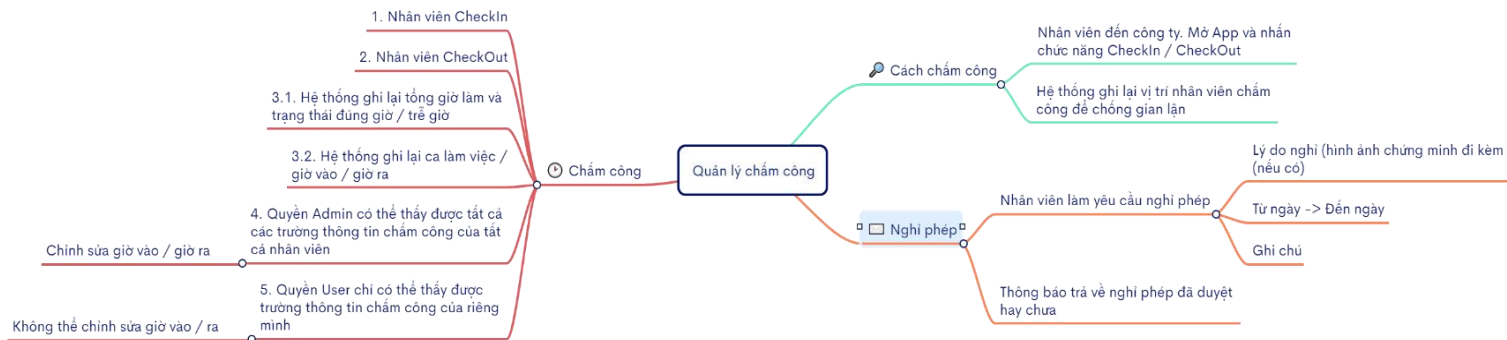 1. Nhân viên CheckIn
2. Nhân viên CheckOut
3.1. Hệ thống ghi lại tổng giờ làm và
trạng thái đúng giờ / trễ giờ
3.2. Hệ thống ghi lại ca làm việc /
giờ vào / giờ ra
Chấm công
4. Quyền Admin có thể thấy được tất cả
các trường thông tin chấm công của tất
cả nhân viên
Chỉnh sửa giờ vào / giờ ra
5. Quyền User chỉ có thể thấy được
trường thông tin chấm công của riêng
mình
Không thể chỉnh sửa giờ vào / ra
Quản lý chấm công
Cách chấm công
Nhân viên đến công ty. Mở App và nhấn
chức năng CheckIn / CheckOut
Hệ thống ghi lại vị trí nhân viên chấm
công để chống gian lận
Nghỉ phép
Nhân viên làm yêu cầu nghỉ phép
Lý do nghỉ (hình ảnh chứng minh đi kèm
(nếu có)
Từ ngày -> Đến ngày
Ghi chú
Thông báo trả về nghỉ phép đã duyệt
hay chưa